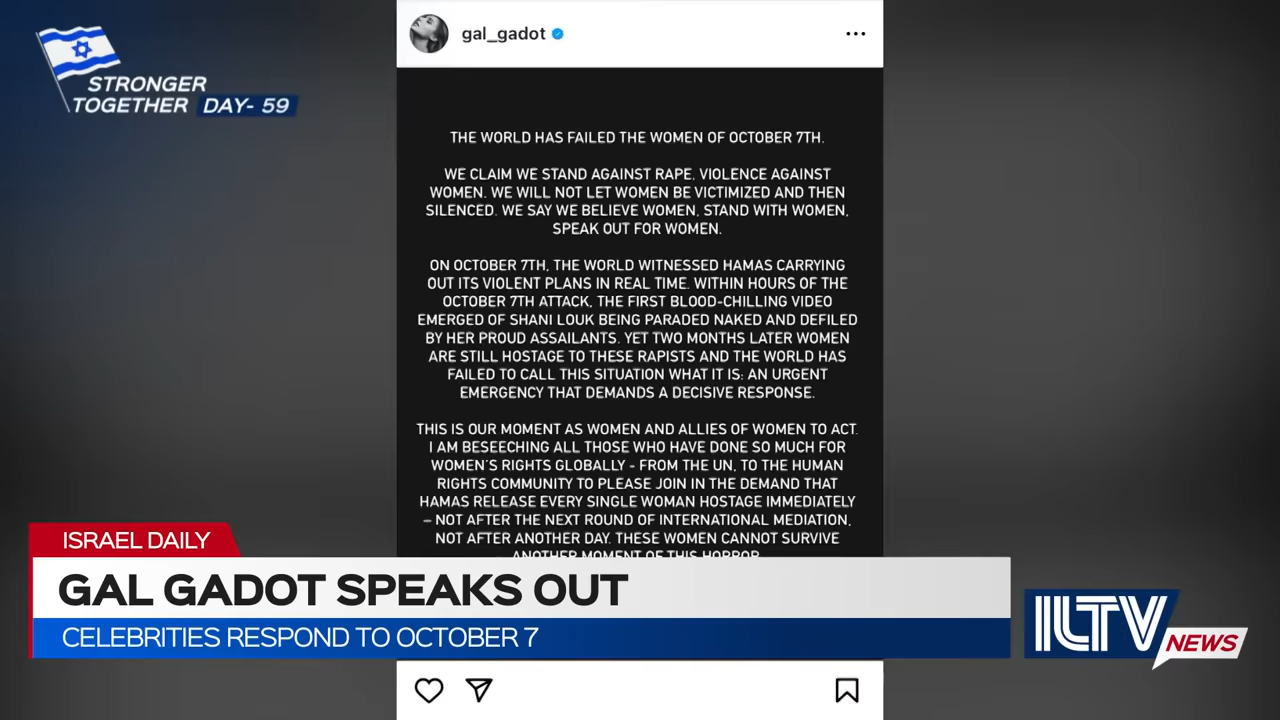 STRONGER
TOGETHER DAY- 59
gal_gadot
THE WORLD HAS FAILED THE WOMEN OF OCTOBER 7TH.
WE CLAIM WE STAND AGAINST RAPE, VIOLENCE AGAINST
WOMEN. WE WILL NOT LET WOMEN BE VICTIMIZED AND THEN
SILENCED. WE SAY WE BELIEVE WOMEN, STAND WITH WOMEN,
SPEAK OUT FOR WOMEN.
ON OCTOBER 7TH, THE WORLD WITNESSED HAMAS CARRYING
OUT ITS VIOLENT PLANS IN REAL TIME. WITHIN HOURS OF THE
OCTOBER 7TH ATTACK, THE FIRST BLOOD-CHILLING VIDEO
EMERGED OF SHANI LOUK BEING PARADED NAKED AND DEFILED
BY HER PROUD ASSAILANTS. YET TWO MONTHS LATER WOMEN
ARE STILL HOSTAGE TO THESE RAPISTS AND THE WORLD HAS
FAILED TO CALL THIS SITUATION WHAT IT IS: AN URGENT
EMERGENCY THAT DEMANDS A DECISIVE RESPONSE.
THIS IS OUR MOMENT AS WOMEN AND ALLIES OF WOMEN TO ACT.
I AM BESEECHING ALL THOSE WHO HAVE DONE SO MUCH FOR
WOMEN'S RIGHTS GLOBALLY - FROM THE UN, TO THE HUMAN
RIGHTS COMMUNITY TO PLEASE JOIN IN THE DEMAND THAT
HAMAS RELEASE EVERY SINGLE WOMAN HOSTAGE IMMEDIATELY
– NOT AFTER THE NEXT ROUND OF INTERNATIONAL MEDIATION,
NOT AFTER ANOTHER DAY. THESE WOMEN CANNOT SURVIVE
ANOTHER MOMENT OF THIS HORROR
ISRAEL DAILY
GAL GADOT SPEAKS OUT
CELEBRITIES RESPOND TO OCTOBER 7
ILTV NEWS